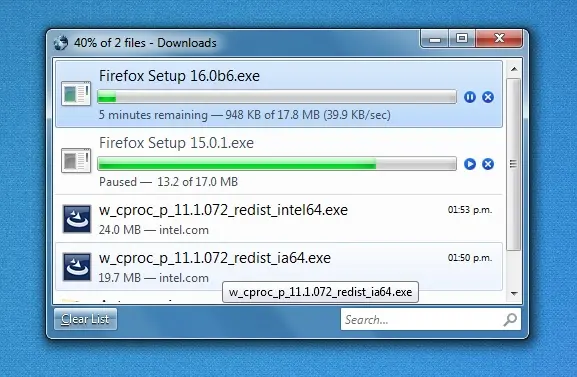 40% of 2 files - Downloads
Firefox Setup 16.0b6.exe
5 minutes remaining — 948 KB of 17.8 MB (39.9 KB/sec)
Firefox Setup 15.0.1.exe
Paused — 13.2 of 17.0 MB
w_cproc_p_11.1.072_redist_intel64.exe 01:53 p.m.
24.0 MB — intel.com
w_cproc_p_11.1.072_redist_ia64.exe 01:50 p.m.
19.7 MB — intel.com
w_cproc_p_11.1.072_redist_ia64.exe
Clear List Search...